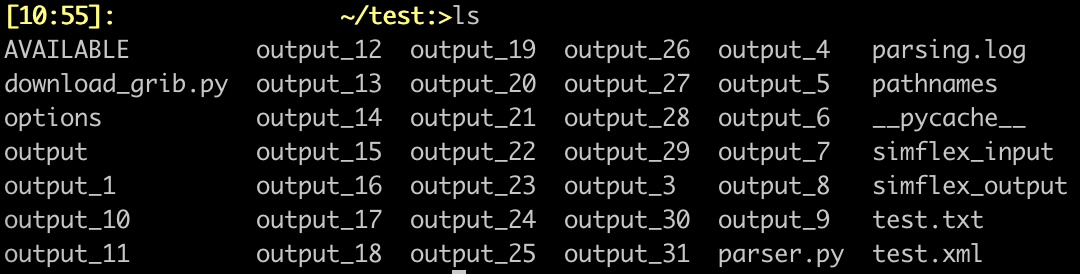 [10:55]: ~/test:>ls
AVAILABLE output_12 output_19 output_26 output_4 parsing.log
download_grib.py output_13 output_20 output_27 output_5 pathnames
options output_14 output_21 output_28 output_6 __pycache__
output output_15 output_22 output_29 output_7 simflex_input
output_1 output_16 output_23 output_3 output_8 simflex_output
output_10 output_17 output_24 output_30 output_9 test.txt
output_11 output_18 output_25 output_31 parser.py test.xml